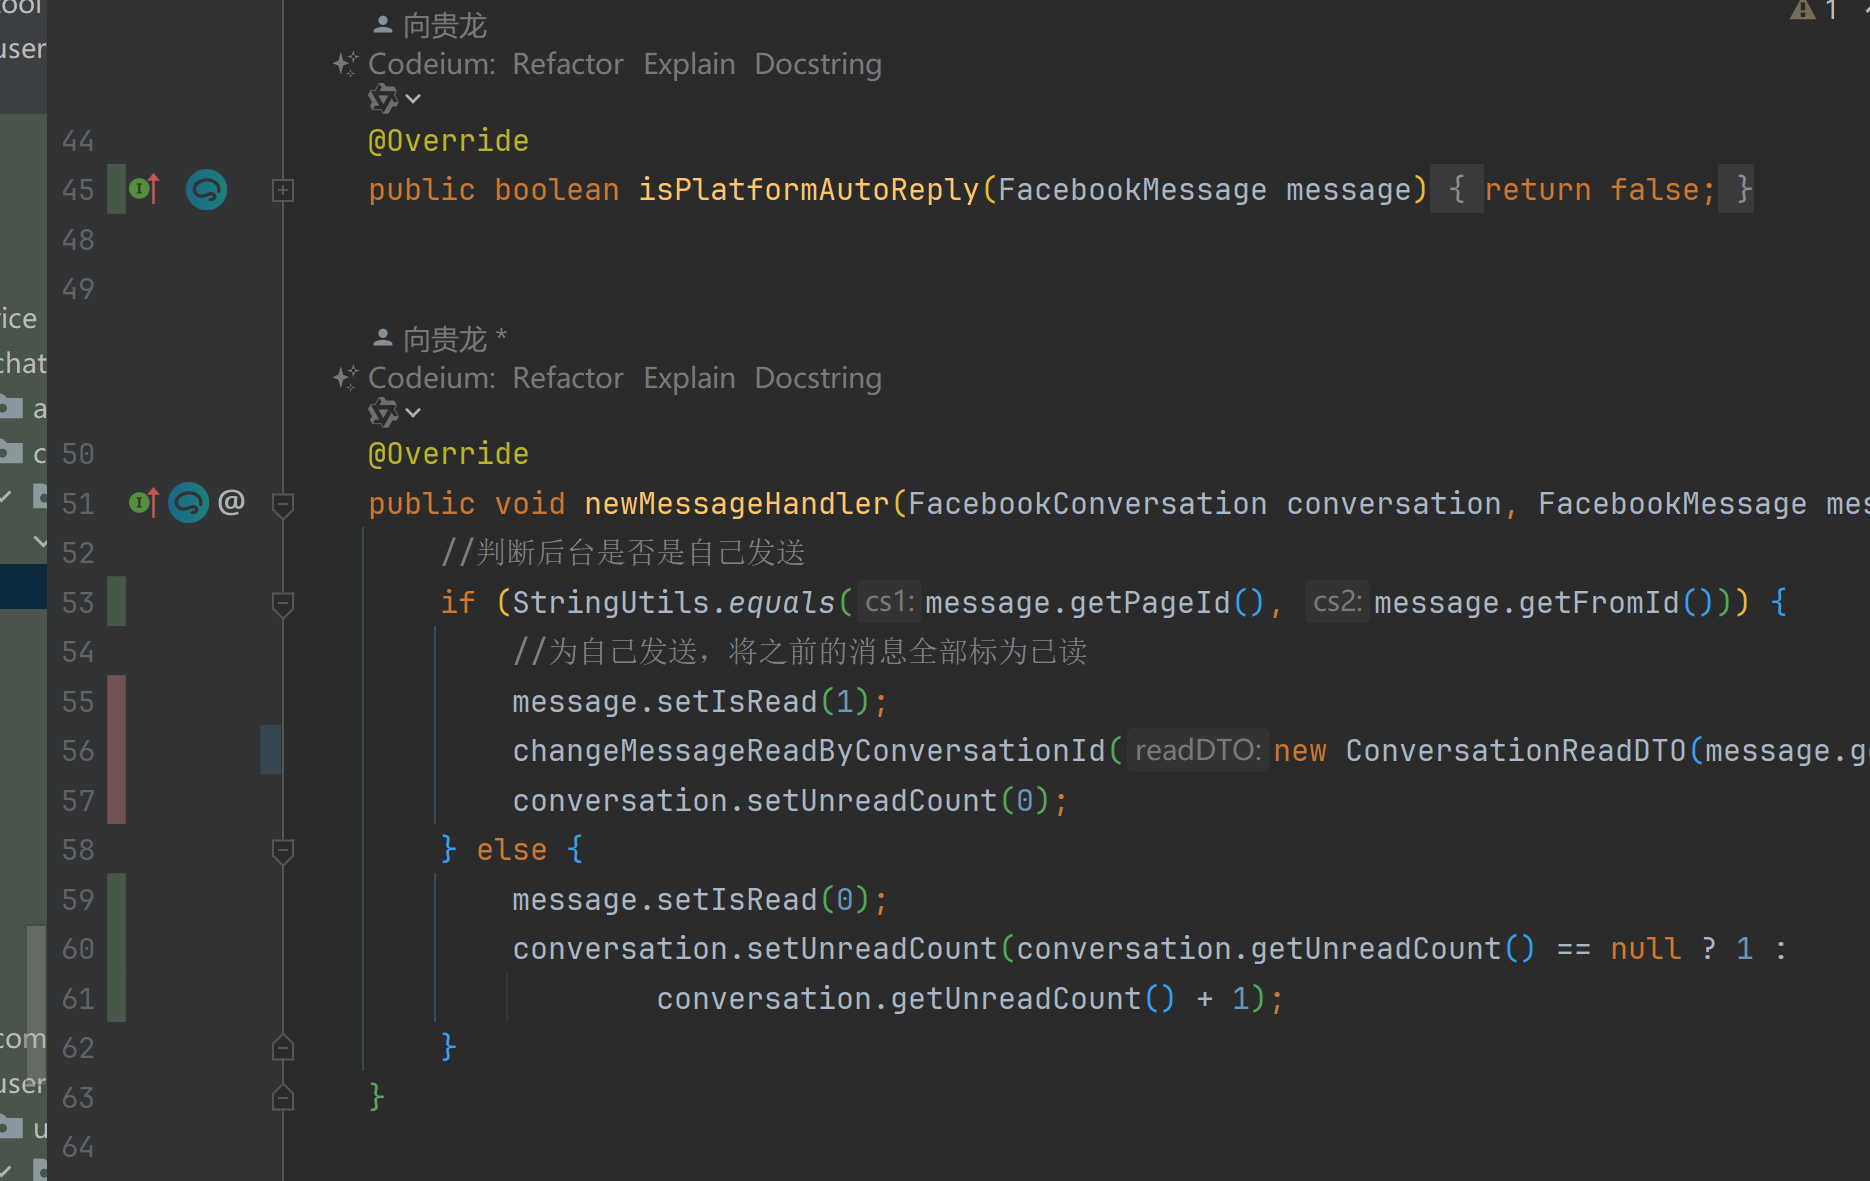 ool
user
向贵龙
1
Codeium: Refactor Explain Docstring
44 @Override
45 public boolean isPlatformAutoReply(FacebookMessage message) { return false; }
48
49
ice
向贵龙 *
chat
Codeium: Refactor Explain Docstring
a
c
50 @Override
51 @ public void newMessageHandler(FacebookConversation conversation, FacebookMessage mes
52 //判断后台是否是自己发送
53 if (StringUtils.equals( cs1: message.getPageId(), cs2: message.getFromId())) {
54 //为自己发送，将之前的消息全部标为已读
55 message.setIsRead(1);
56 changeMessageReadByConversationId( readDTO: new ConversationReadDTO(message.ge
57 conversation.setUnreadCount(0);
58 } else {
59 message.setIsRead(0);
60 conversation.setUnreadCount(conversation.getUnreadCount() == null ? 1 :
61 conversation.getUnreadCount() + 1);
com
62 }
user
63 }
u
64